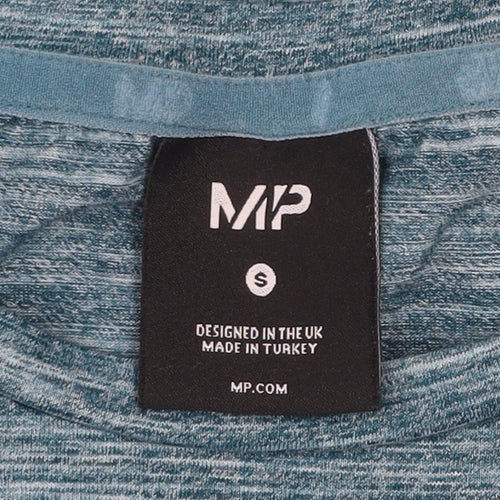 MP
S
DESIGNED IN THE UK
MADE IN TURKEY
MP.COM